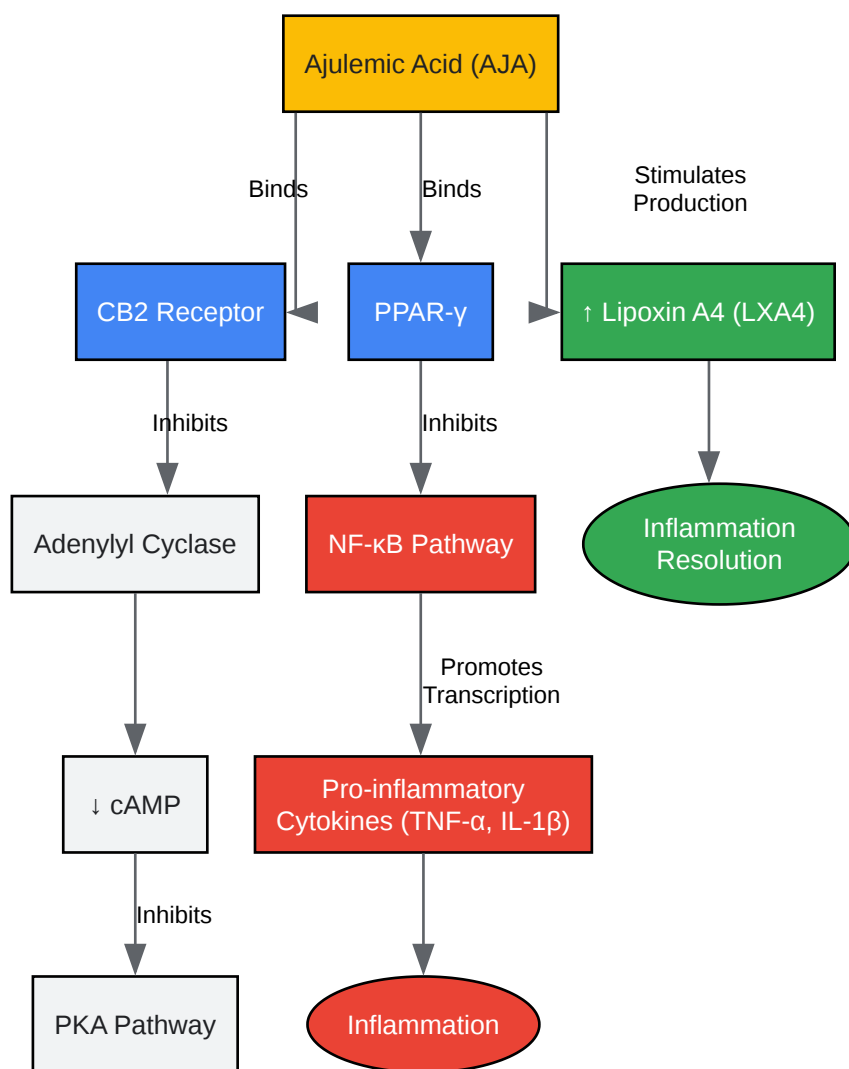 Ajulemic Acid (AJA)
Binds
Binds
Stimulates
Production
CB2 Receptor
PPAR-γ
↑ Lipoxin A4 (LXA4)
Inhibits
Inhibits
Adenylyl Cyclase
NF-κB Pathway
Inflammation
Resolution
Promotes
Transcription
↓ cAMP
Pro-inflammatory
Cytokines (TNF-α, IL-1β)
Inhibits
PKA Pathway
Inflammation